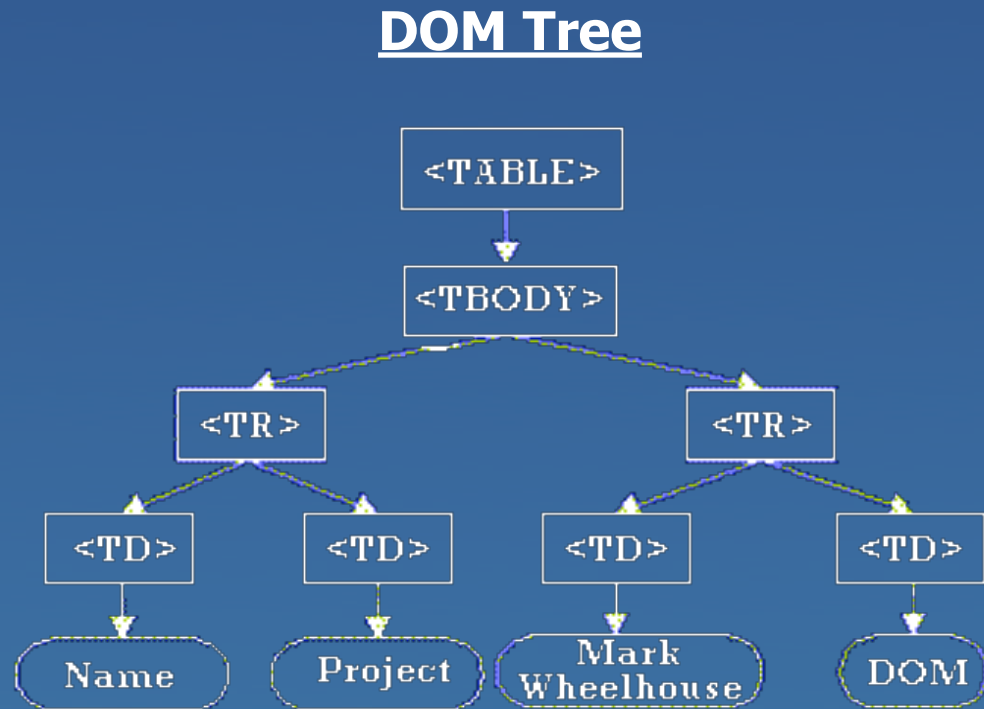 DOM Tree
<TABLE>
<TBODY>
<TR> <TR>
<TD> <TD> <TD> <TD>
Name Project Mark
Wheelhouse DOM